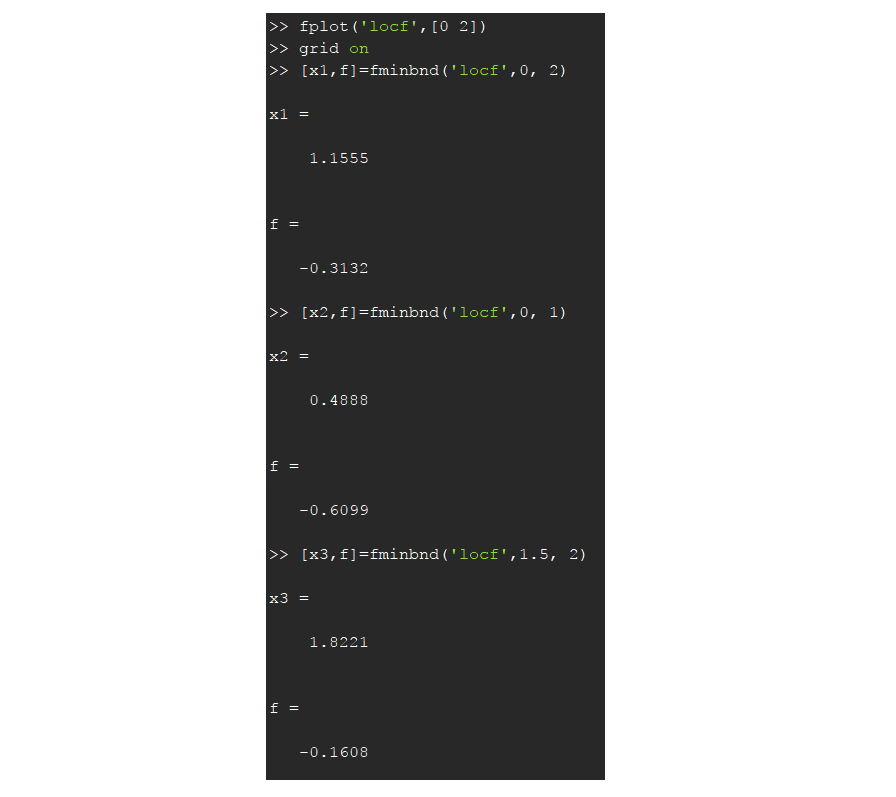 >> fplot('locf',[0 2])
>> grid on
>> [x1,f]=fminbnd('locf',0, 2)
x1 =
1.1555
f =
-0.3132
>> [x2,f]=fminbnd('locf',0, 1)
x2 =
0.4888
f =
-0.6099
>> [x3,f]=fminbnd('locf',1.5, 2)
x3 =
1.8221
f =
-0.1608